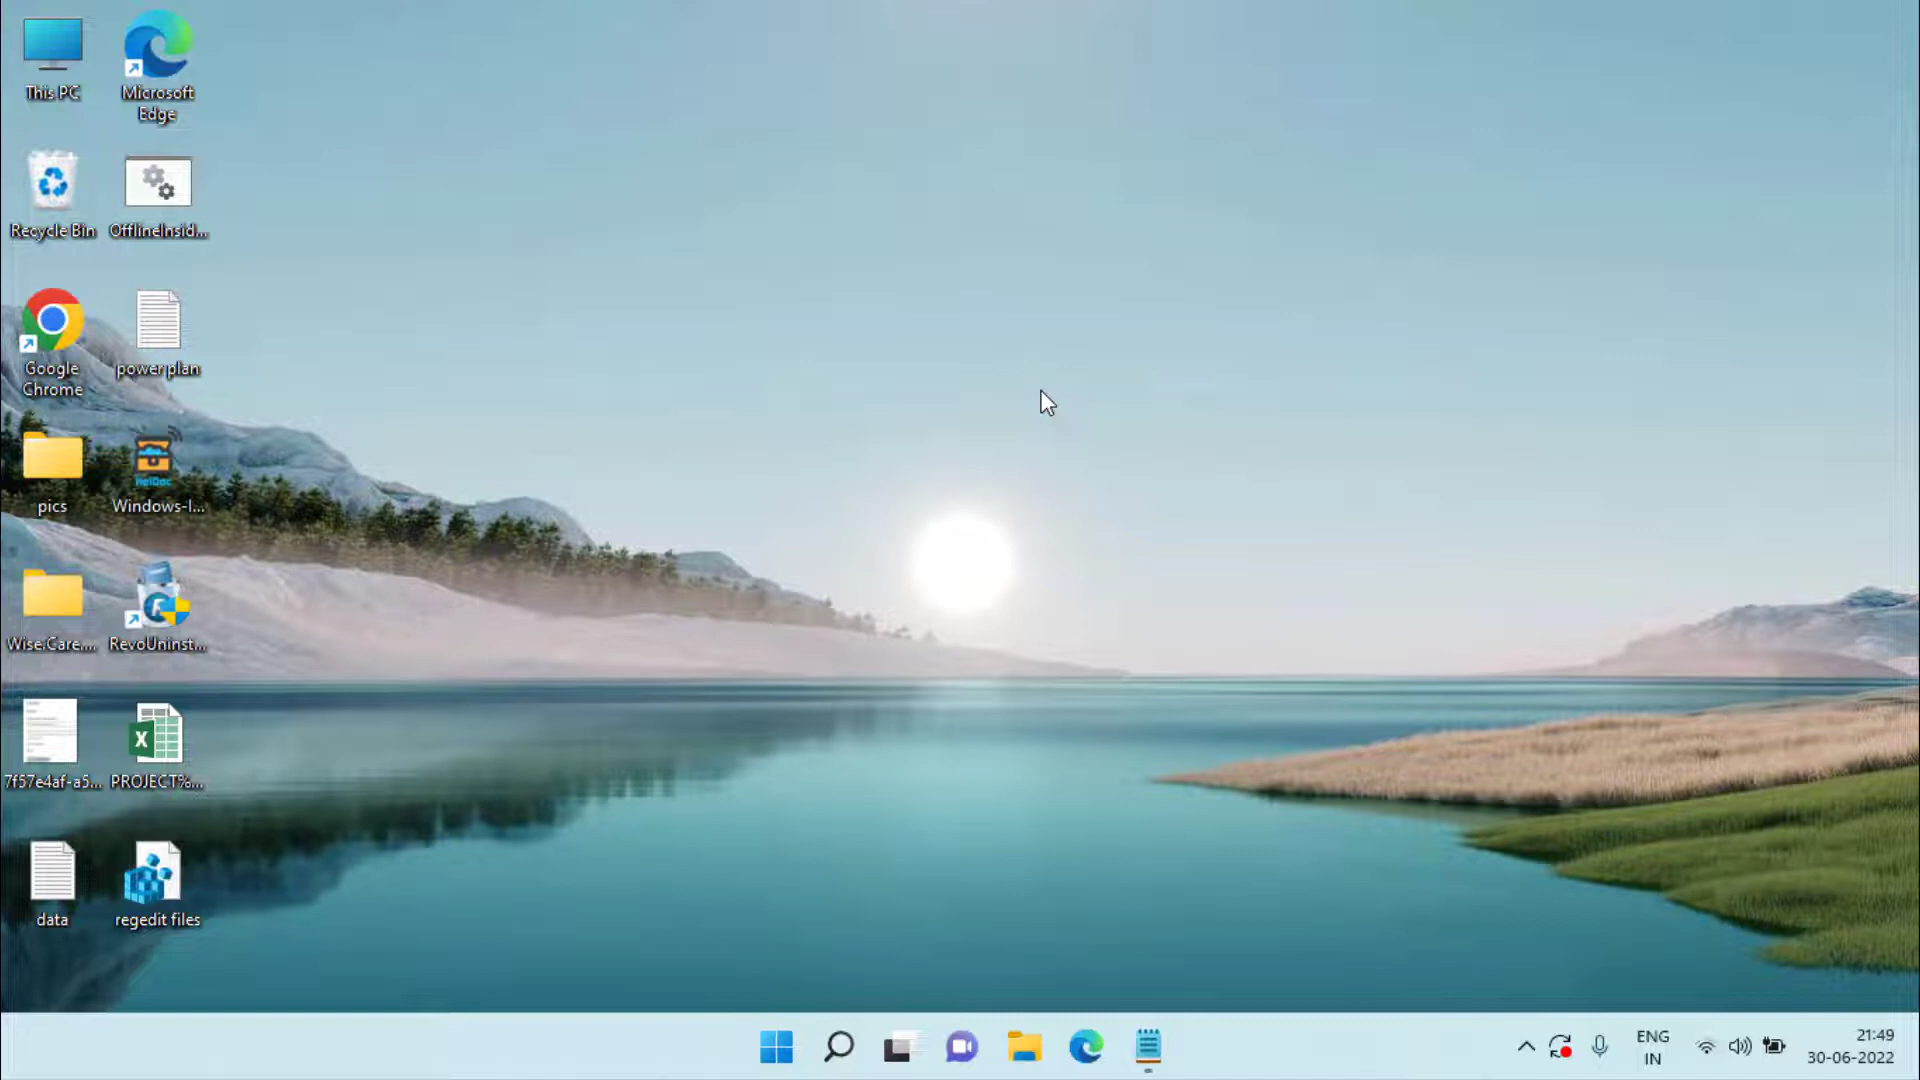 This PC
Microsoft
Edge
Recycle Bin
OfflineInsid...
Google
Chrome
power plan
pics
Windows-I...
Wise.Care....
RevoUninst...
7f57e4af-a5...
PROJECT%...
data
regedit files
ENG
IN
21:49
30-06-2022